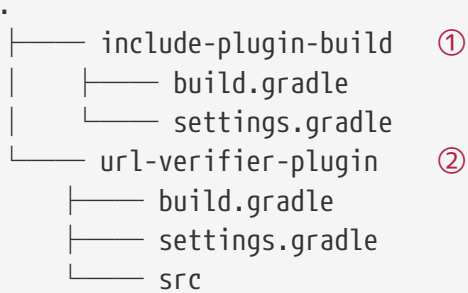 .
├── include-plugin-build ①
│   ├── build.gradle
│   └── settings.gradle
└── url-verifier-plugin ②
    ├── build.gradle
    ├── settings.gradle
    └── src